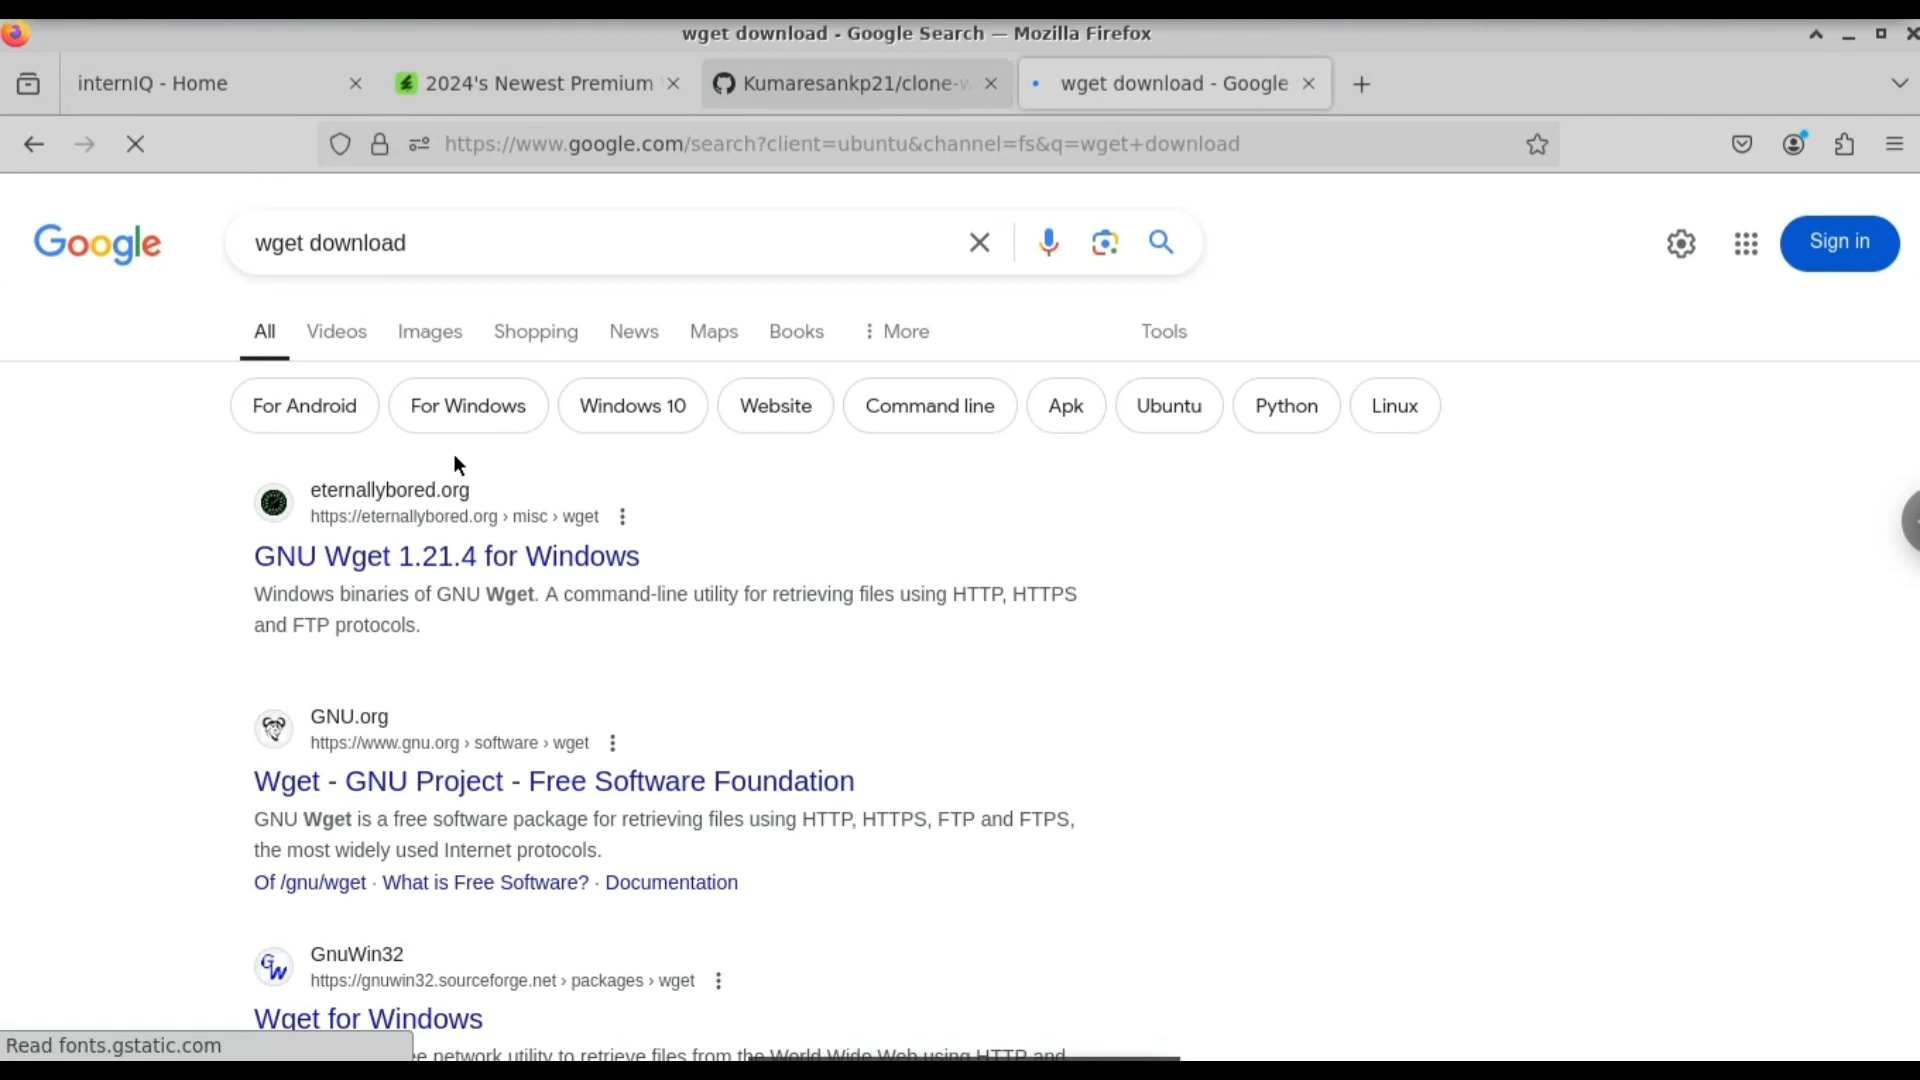 wget download - Google Search — Mozilla Firefox
internIQ - Home
2024's Newest Premium
Kumaresankp21/clone-w
wget download - Google
https://www.google.com/search?client=ubuntu&channel=fs&q=wget+download
Google
wget download
Sign in
All
Videos
Images
Shopping
News
Maps
Books
More
Tools
For Android
For Windows
Windows 10
Website
Command line
Apk
Ubuntu
Python
Linux
eternallybored.org
https://eternallybored.org › misc › wget
GNU Wget 1.21.4 for Windows
Windows binaries of GNU Wget. A command-line utility for retrieving files using HTTP, HTTPS
and FTP protocols.
GNU.org
https://www.gnu.org › software › wget
Wget - GNU Project - Free Software Foundation
GNU Wget is a free software package for retrieving files using HTTP, HTTPS, FTP and FTPS,
the most widely used Internet protocols.
Of /gnu/wget · What is Free Software? · Documentation
GnuWin32
https://gnuwin32.sourceforge.net › packages › wget
Wget for Windows
Read fonts.gstatic.com
network utility to retrieve files from the World Wide Web using HTTP and